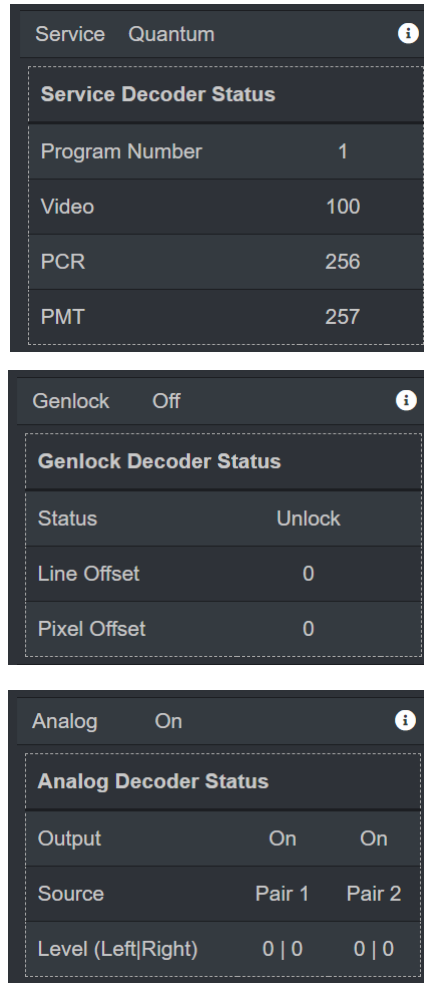 Service Quantum
Service Decoder Status
Program Number 1
Video 100
PCR 256
PMT 257
Genlock Off
Genlock Decoder Status
Status Unlock
Line Offset 0
Pixel Offset 0
Analog On
Analog Decoder Status
Output On On
Source Pair 1 Pair 2
Level (Left|Right) 0 | 0 0 | 0